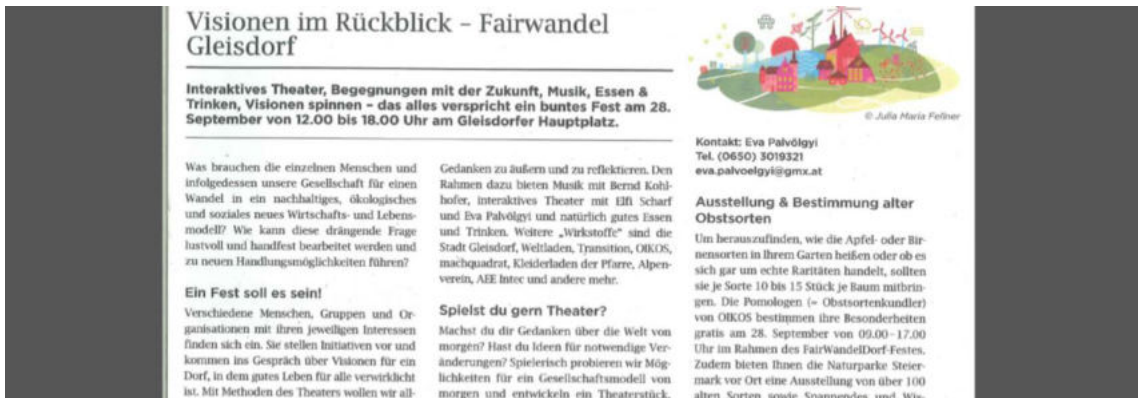 Visionen im Rückblick – Fairwandel
Gleisdorf
Interaktives Theater, Begegnungen mit der Zukunft, Musik, Essen &
Trinken, Visionen spinnen – das alles verspricht ein buntes Fest am 28.
September von 12.00 bis 18.00 Uhr am Gleisdorfer Hauptplatz.
Was brauchen die einzelnen Menschen und
infolgedessen unsere Gesellschaft für einen
Wandel in ein nachhaltiges, ökologisches
und soziales neues Wirtschafts- und Lebens-
modell? Wie kann diese drängende Frage
lustvoll und handfest bearbeitet werden und
zu neuen Handlungsmöglichkeiten führen?
Ein Fest soll es sein!
Verschiedene Menschen, Gruppen und Or-
ganisationen mit ihren jeweiligen Interessen
finden sich ein. Sie stellen Initiativen vor und
kommen ins Gespräch über Visionen für ein
Dorf, in dem gutes Leben für alle verwirklicht
ist. Mit Methoden des Theaters wollen wir all-
Gedanken zu äußern und zu reflektieren. Den
Rahmen dazu bieten Musik mit Bernd Kohl-
hofer, interaktives Theater mit Elfi Scharf
und Eva Palvölgyi und natürlich gutes Essen
und Trinken. Weitere „Wirkstoffe“ sind die
Stadt Gleisdorf, Weltladen, Transition, OIKOS,
machquadrat, Kleiderladen der Pfarre, Alpen-
verein, AEE Intec und andere mehr.
Spielst du gern Theater?
Machst du dir Gedanken über die Welt von
morgen? Hast du Ideen für notwendige Ver-
änderungen? Spielerisch probieren wir Mög-
lichkeiten für ein Gesellschaftsmodell von
morgen und entwickeln ein Theaterstück.
© Julia Maria Fellner
Kontakt: Eva Palvölgyi
Tel. (0650) 3019321
eva.palvoelgyi@gmx.at
Ausstellung & Bestimmung alter
Obstsorten
Um herauszufinden, wie die Apfel- oder Bir-
nensorten in Ihrem Garten heißen oder ob es
sich gar um echte Raritäten handelt, sollten
sie je Sorte 10 bis 15 Stück je Baum mitbrin-
gen. Die Pomologen (= Obstsortenkundler)
von OIKOS bestimmen ihre Besonderheiten
gratis am 28. September von 09.00–17.00
Uhr im Rahmen des FairWandelDorf-Festes.
Zudem bieten Ihnen die Naturparke Steier-
mark vor Ort eine Ausstellung von über 100
alten Sorten sowie Spannendes und Wis-